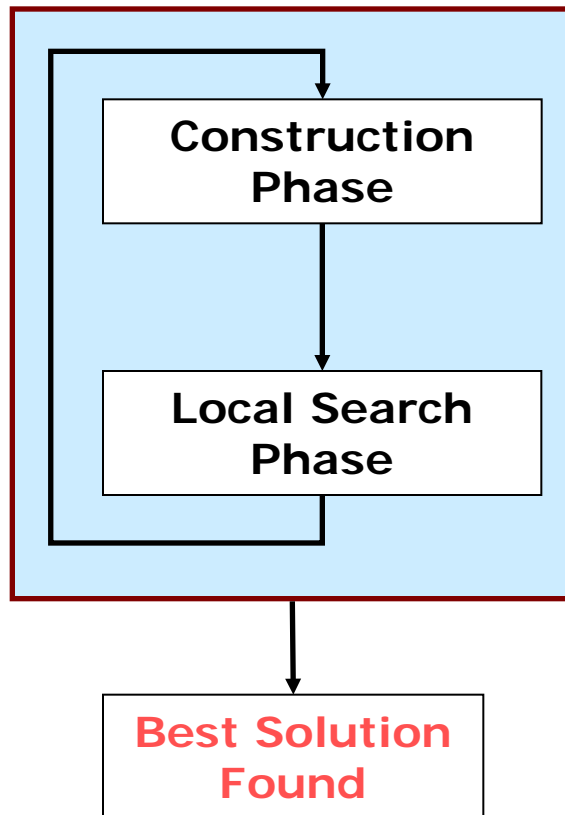 Construction
Phase
Local Search
Phase
Best Solution
Found